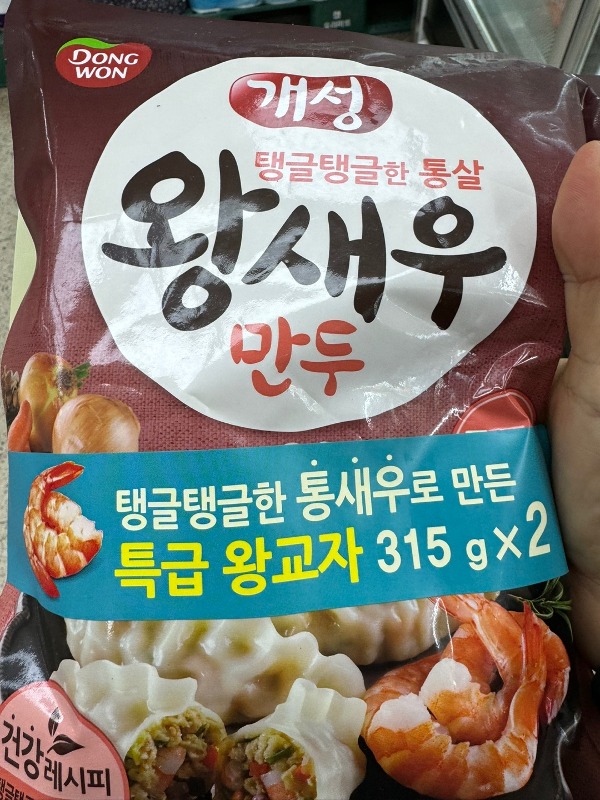 DONG
WON
개성
탱글탱글한 통살
왕새우
만두
탱글탱글한 통새우로 만든
특급 왕교자 315 g×2
건강레시피